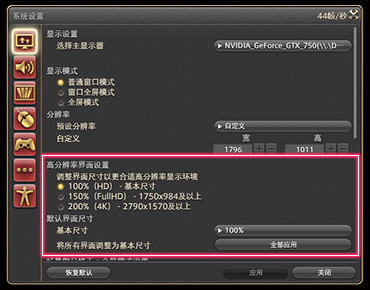 系统设置
44帧/秒
显示设置
选择主显示器
NVIDIA_GeForce_GTX_750(\\.\D…
显示模式
普通窗口模式
窗口全屏模式
全屏模式
分辨率
预设分辨率
自定义
宽 高
自定义
1796
1011
高分辨率界面设置
调整界面尺寸以更合适高分辨率显示环境
100%（HD） - 基本尺寸
150%（FullHD） - 1750x984及以上
200%（4K） - 2790x1570及以上
默认界面尺寸
基本尺寸
100%
将所有界面调整为基本尺寸
全部应用
恢复默认
应用
关闭